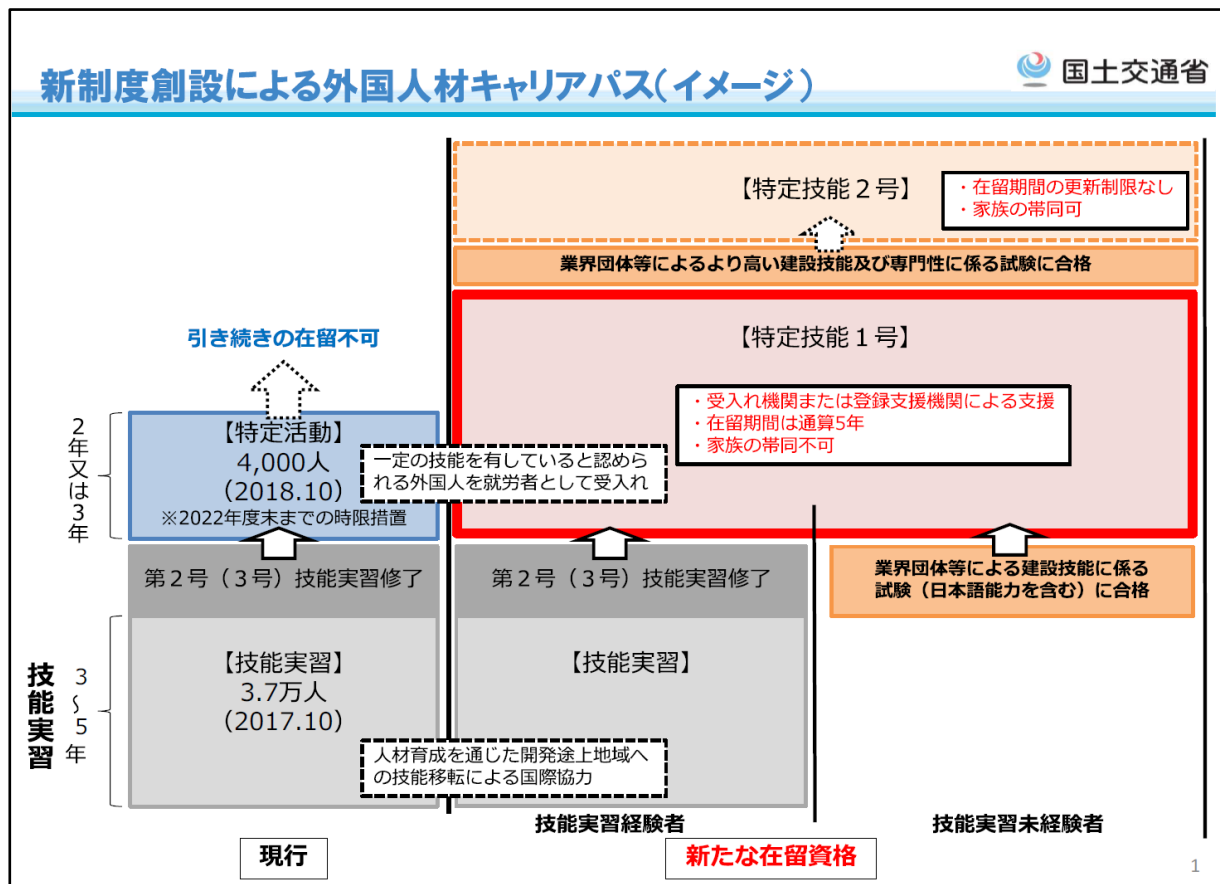 新制度創設による外国人材キャリアパス(イメージ)
国土交通省
【特定技能２号】
・在留期間の更新制限なし
・家族の帯同可
業界団体等によるより高い建設技能及び専門性に係る試験に合格
引き続きの在留不可
【特定技能１号】
・受入れ機関または登録支援機関による支援
・在留期間は通算5年
・家族の帯同不可
２年又は３年
【特定活動】
4,000人
（2018.10）
※2022年度末までの時限措置
一定の技能を有していると認めら
れる外国人を就労者として受入れ
第２号（３号）技能実習修了
第２号（３号）技能実習修了
業界団体等による建設技能に係る
試験（日本語能力を含む）に合格
技能実習
３～５年
【技能実習】
3.7万人
（2017.10）
【技能実習】
人材育成を通じた開発途上地域へ
の技能移転による国際協力
技能実習経験者
技能実習未経験者
現行
新たな在留資格
1